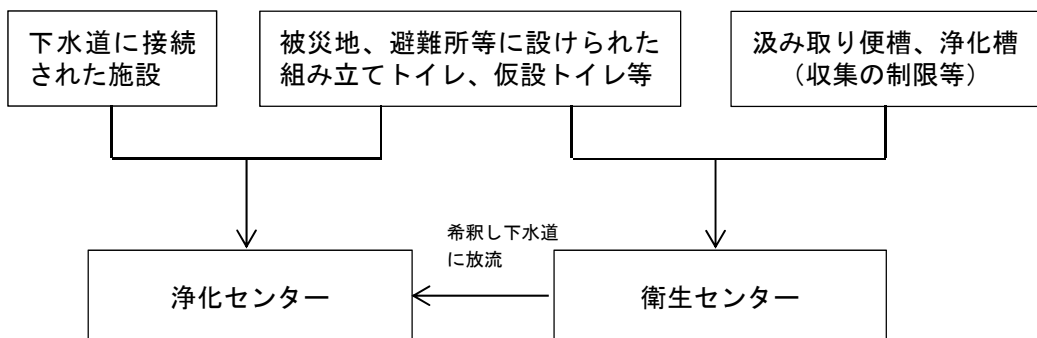 下水道に接続
された施設
被災地、避難所等に設けられた
組み立てトイレ、仮設トイレ等
汲み取り便槽、浄化槽
（収集の制限等）
希釈し下水道
に放流
浄化センター
衛生センター